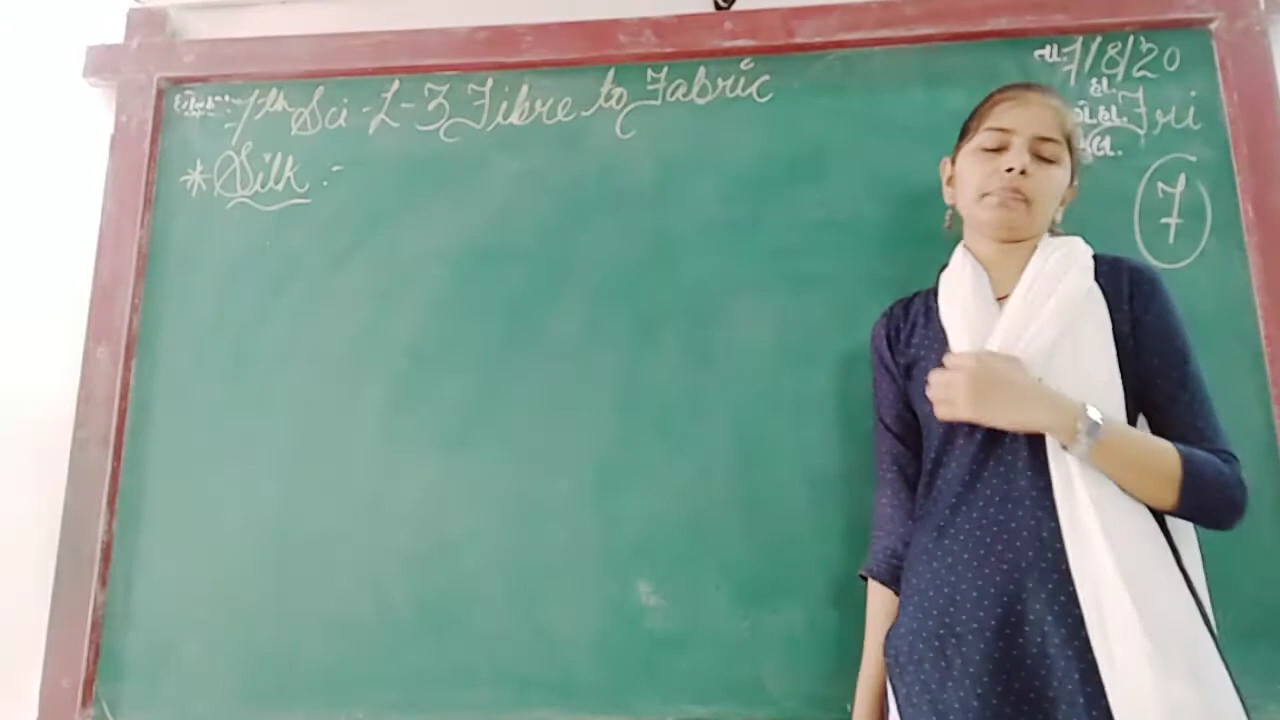 7th Sci-L-3 Fibre to Fabric
* Silk :-
તા. 7/8/20
હા.
Fri
7